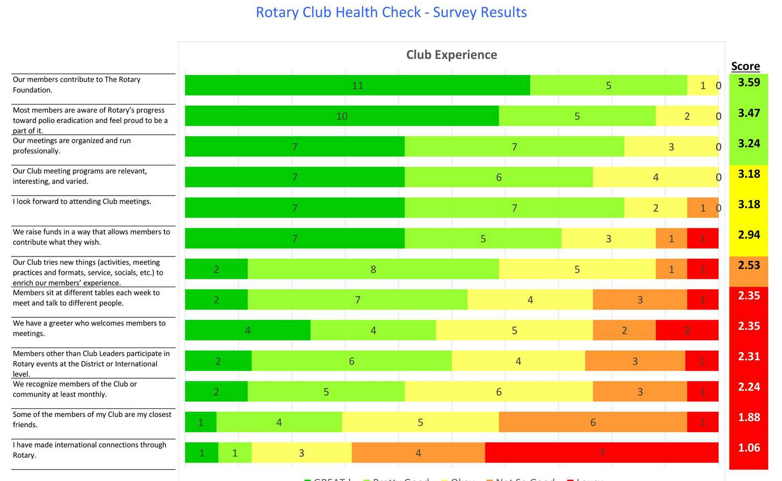 Rotary Club Health Check - Survey Results
Club Experience
Score
Our members contribute to The Rotary
Foundation.
11 5 1 0
3.59
Most members are aware of Rotary's progress
toward polio eradication and feel proud to be a
part of it.
10 5 2 0
3.47
Our meetings are organized and run
professionally.
7 7 3 0
3.24
Our Club meeting programs are relevant,
interesting, and varied.
7 6 4 0
3.18
I look forward to attending Club meetings.
7 7 2 1 0
3.18
We raise funds in a way that allows members to
contribute what they wish.
7 5 3 1 1
2.94
Our Club tries new things (activities, meeting
practices and formats, service, socials, etc.) to
enrich our members' experience.
2 8 5 1 1
2.53
Members sit at different tables each week to
meet and talk to different people.
2 7 4 3 1
2.35
We have a greeter who welcomes members to
meetings.
4 4 5 2 2
2.35
Members other than Club Leaders participate in
Rotary events at the District or International
level.
2 6 4 3 1
2.31
We recognize members of the Club or
community at least monthly.
2 5 6 3 1
2.24
Some of the members of my Club are my closest
friends.
1 4 5 6 1
1.88
I have made international connections through
Rotary.
1 1 3 4 7
1.06